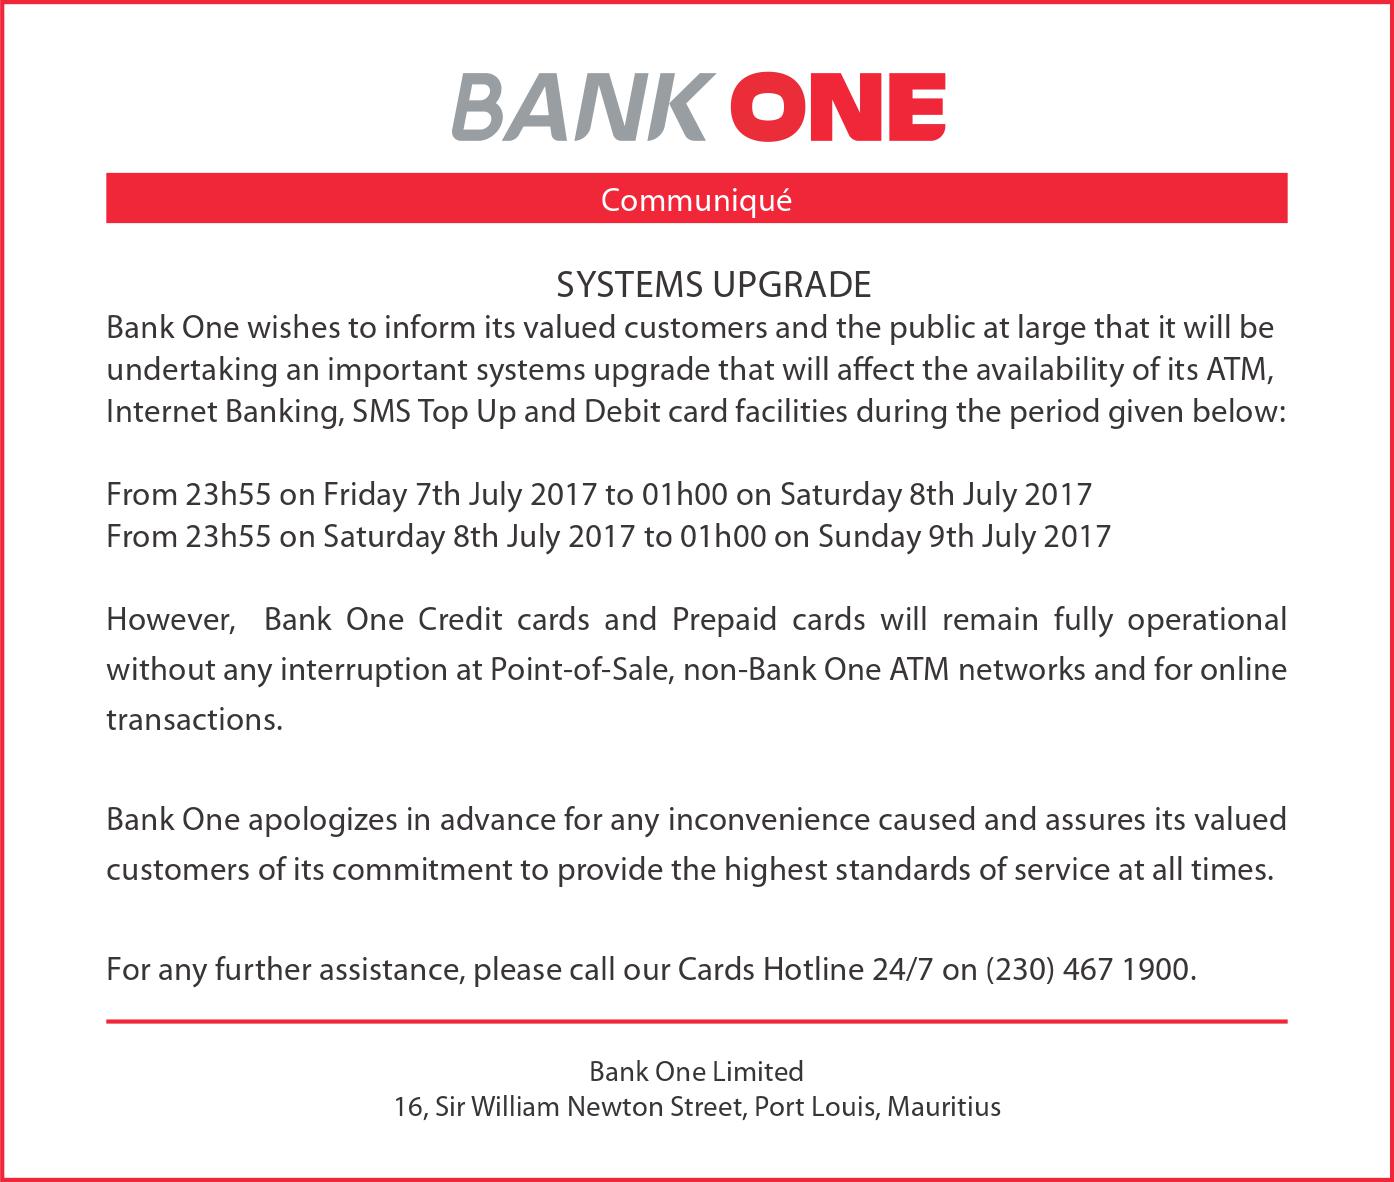 BANK ONE
Communiqué
SYSTEMS UPGRADE
Bank One wishes to inform its valued customers and the public at large that it will be
undertaking an important systems upgrade that will affect the availability of its ATM,
Internet Banking, SMS Top Up and Debit card facilities during the period given below:
From 23h55 on Friday 7th July 2017 to 01h00 on Saturday 8th July 2017
From 23h55 on Saturday 8th July 2017 to 01h00 on Sunday 9th July 2017
However, Bank One Credit cards and Prepaid cards will remain fully operational
without any interruption at Point-of-Sale, non-Bank One ATM networks and for online
transactions.
Bank One apologizes in advance for any inconvenience caused and assures its valued
customers of its commitment to provide the highest standards of service at all times.
For any further assistance, please call our Cards Hotline 24/7 on (230) 467 1900.
Bank One Limited
16, Sir William Newton Street, Port Louis, Mauritius